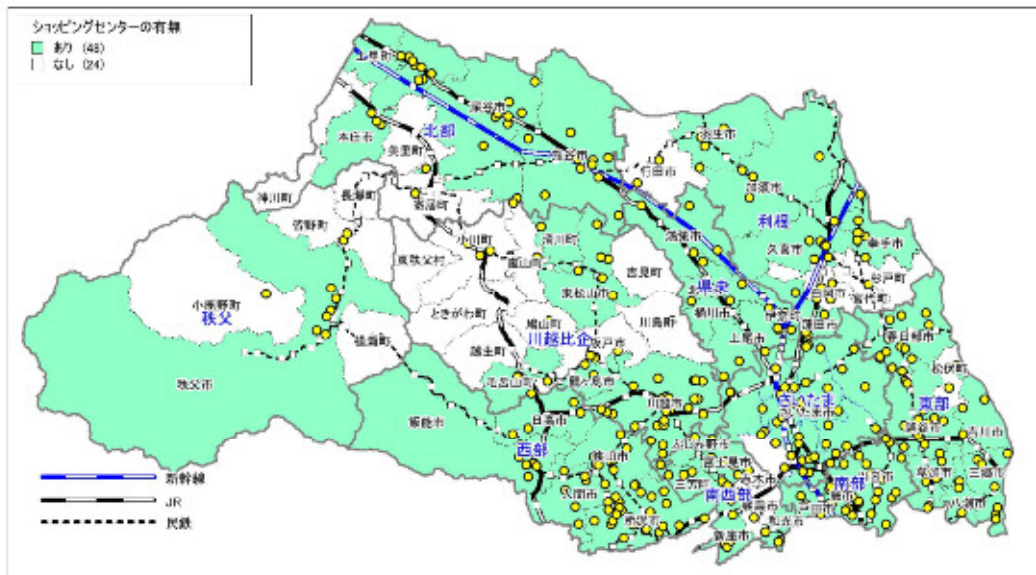 ショッピングセンターの有無
あり (48)
なし (24)
上里町
深谷市
本庄市
北部
美里町
熊谷市
羽生市
行田市
加須市
神川町
長瀞町
寄居町
利根
皆野町
小川町
滑川町
鴻巣市
久喜市
幸手市
東秩父村
嵐山町
吉見町
杉戸町
県央
白岡市
宮代町
東松山市
小鹿野町
秩父
ときがわ町
桶川市
伊奈町
蓮田市
鳩山町
川島町
川越比企
坂戸市
上尾市
春日部市
横瀬町
越生町
松伏町
秩父市
毛呂山町
鶴ヶ島市
さいたま
さいたま市
東部
飯能市
日高市
川越市
越谷市
吉川市
西部
狭山市
ふじみ野市
富士見市
三芳町
入間市
南西部
志木市
南部
川口市
草加市
三郷市
蕨市
八潮市
所沢市
朝霞市
戸田市
和光市
新座市
新幹線
JR
民鉄